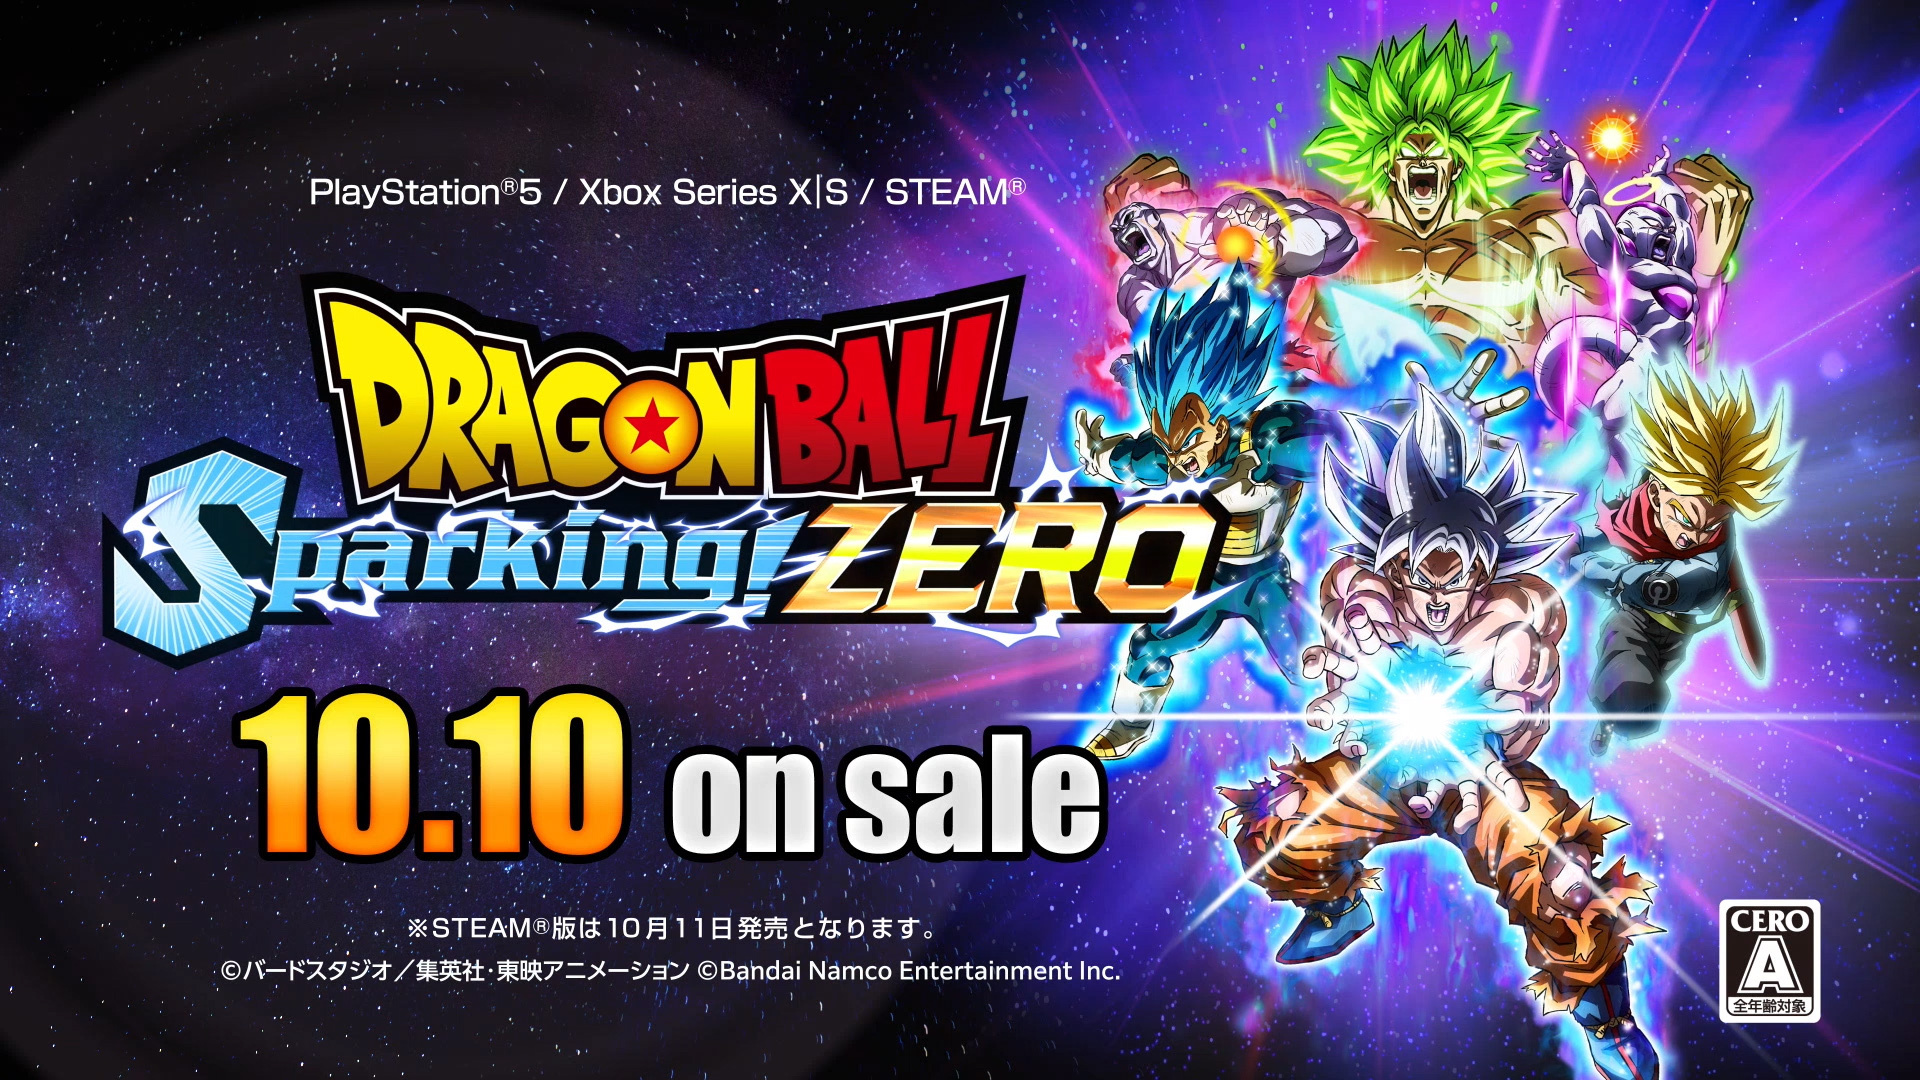 PlayStation®5 / Xbox Series X|S / STEAM®
DRAGON BALL
Sparking! ZERO
10.10 on sale
※STEAM®版は10月11日発売となります。
©バードスタジオ／集英社・東映アニメーション ©Bandai Namco Entertainment Inc.
CERO
A
全年齢対象